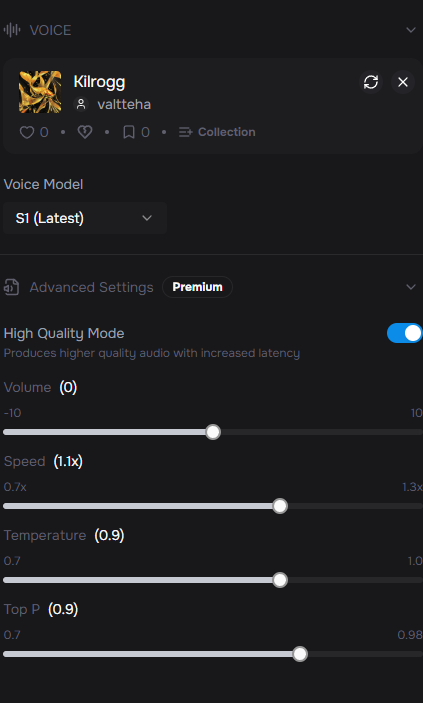 VOICE
Kilrogg
valtteha
0 • • 0 • Collection
Voice Model
S1 (Latest)
Advanced Settings Premium
High Quality Mode
Produces higher quality audio with increased latency
Volume (0)
-10 10
Speed (1.1x)
0.7x 1.3x
Temperature (0.9)
0.7 1.0
Top P (0.9)
0.7 0.98